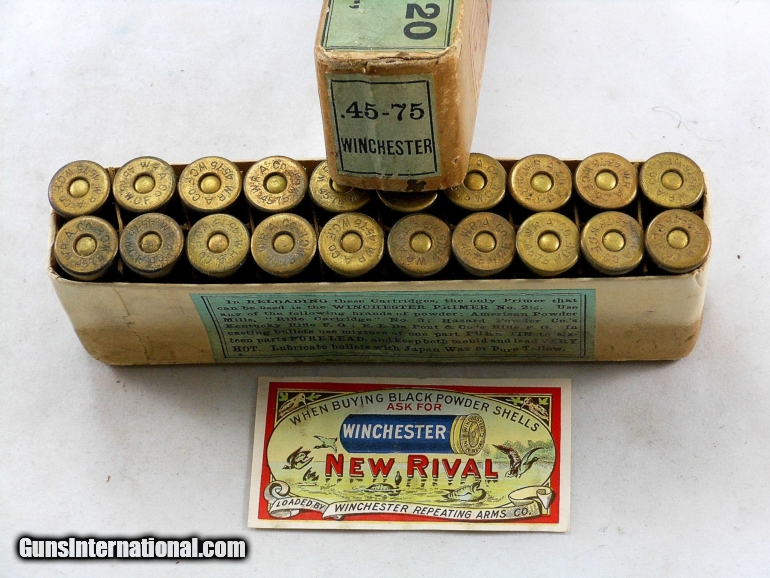 20
.45-75
WINCHESTER
In RELOADING these Cartridges, the only Primer that
can be used is the WINCHESTER PRIMER No. 2½. Use
any of the following brands of powder: American Powder
Mills, "Rifle Cartridge" No. 3; Hazard Powder Co.'s
Kentucky Rifle F. G.; E. I. Du Pont & Co's Rifle F. G. In
casting bullets use mixture of one part Plain Tin to six-
teen parts PURE LEAD, and keep both mould and lead VERY
HOT. Lubricate bullets with Japan Wax or Pure Tallow.
WHEN BUYING BLACK POWDER SHELLS
ASK FOR
WINCHESTER
NEW RIVAL
LOADED BY
WINCHESTER REPEATING ARMS CO.
GunsInternational.com